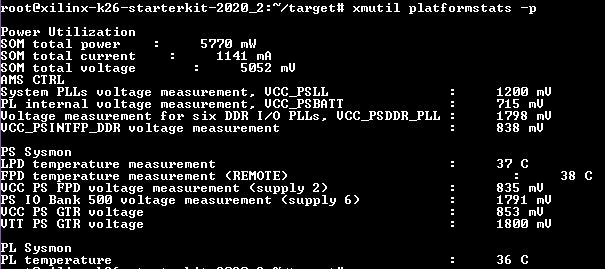 root@xilinx-k26-starterkit-2020_2:~/target# xmutil platformstats -p
Power Utilization
SOM total power : 5770 mW
SOM total current : 1141 mA
SOM total voltage : 5052 mV
AMS CTRL
System PLLs voltage measurement, VCC_PSLL : 1200 mV
PL internal voltage measurement, VCC_PSBATT : 715 mV
Voltage measurement for six DDR I/O PLLs, VCC_PSDDR_PLL : 1798 mV
VCC_PSINTFP_DDR voltage measurement : 838 mV
PS Sysmon
LPD temperature measurement : 37 C
FPD temperature measurement (REMOTE) : 38 C
VCC PS FPD voltage measurement (supply 2) : 835 mV
PS IO Bank 500 voltage measurement (supply 6) : 1791 mV
VCC PS GTR voltage : 853 mV
VTT PS GTR voltage : 1800 mV
PL Sysmon
PL temperature : 36 C